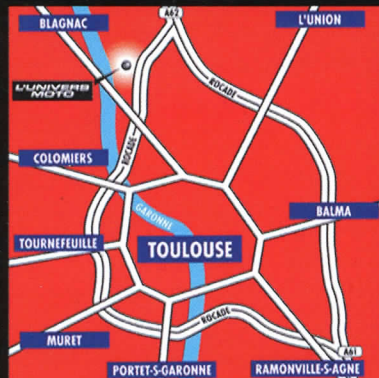 A62
BLAGNAC
L'UNION
L'UNIVERS
MOTO
ROCADE
ROCADE
COLOMIERS
GARONNE
BALMA
TOURNEFEUILLE
TOULOUSE
ROCADE
MURET
A61
PORTET-S-GARONNE
RAMONVILLE-S-AGNE